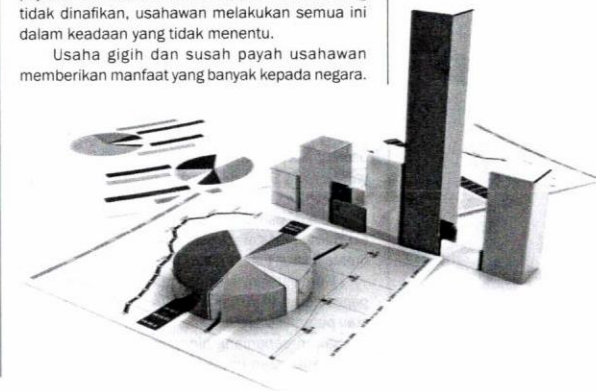 tidak dinafikan, usahawan melakukan semua ini
dalam keadaan yang tidak menentu.
Usaha gigih dan susah payah usahawan
memberikan manfaat yang banyak kepada negara.